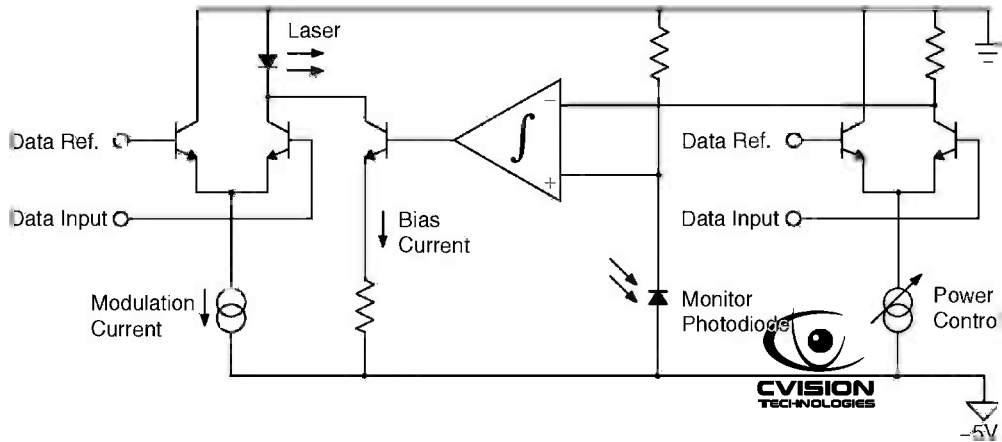 Laser
Data Ref.
Data Input
Modulation
Current
Bias
Current
∫
−
+
Monitor
Photodiode
Data Ref.
Data Input
Power
Contro
CVISION
TECHNOLOGIES
−5V